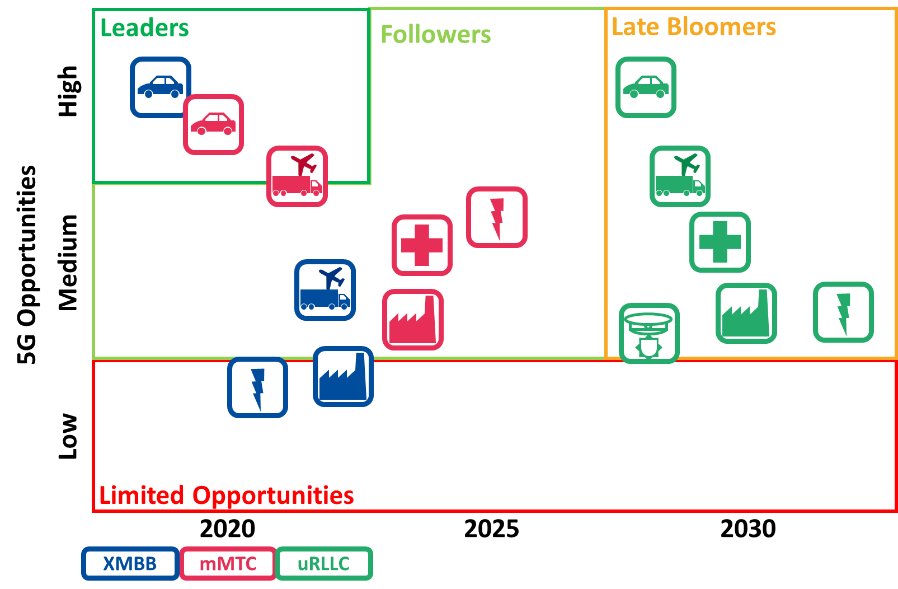 Leaders
Followers
Late Bloomers
High
Medium
Low
5G Opportunities
Limited Opportunities
2020
2025
2030
XMBB
mMTC
uRLLC